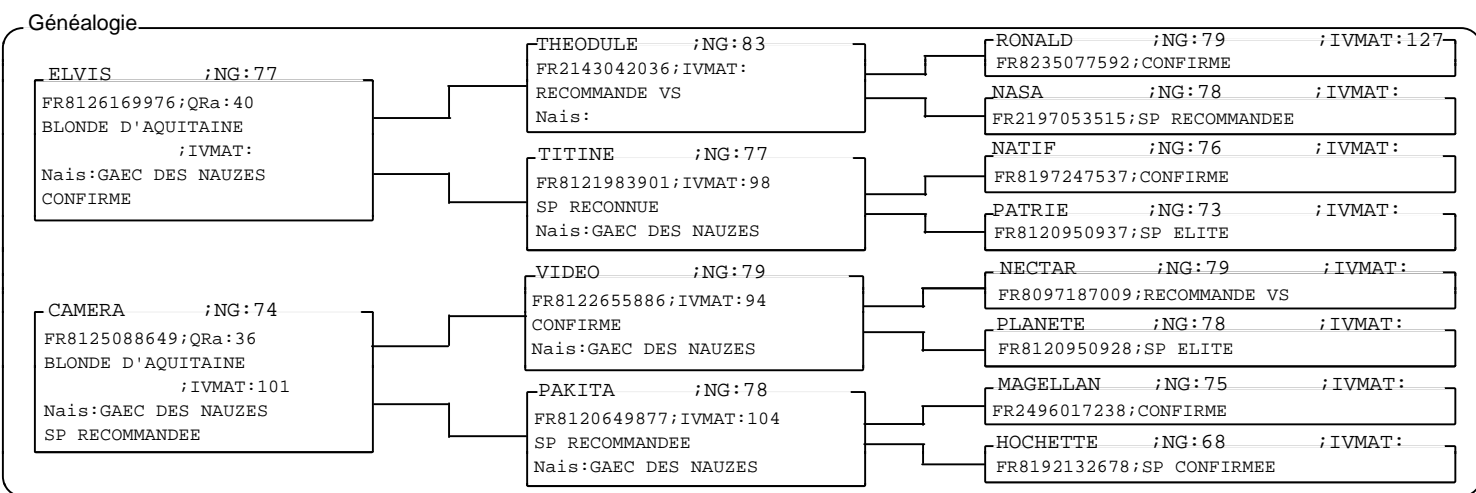 Généalogie
ELVIS ;NG:77
FR8126169976;QRa:40
BLONDE D'AQUITAINE
;IVMAT:
Nais:GAEC DES NAUZES
CONFIRME
CAMERA ;NG:74
FR8125088649;QRa:36
BLONDE D'AQUITAINE
;IVMAT:101
Nais:GAEC DES NAUZES
SP RECOMMANDEE
THEODULE ;NG:83
FR2143042036;IVMAT:
RECOMMANDE VS
Nais:
TITINE ;NG:77
FR8121983901;IVMAT:98
SP RECONNUE
Nais:GAEC DES NAUZES
VIDEO ;NG:79
FR8122655886;IVMAT:94
CONFIRME
Nais:GAEC DES NAUZES
PAKITA ;NG:78
FR8120649877;IVMAT:104
SP RECOMMANDEE
Nais:GAEC DES NAUZES
RONALD ;NG:79 ;IVMAT:127
FR8235077592;CONFIRME
NASA ;NG:78 ;IVMAT:
FR2197053515;SP RECOMMANDEE
NATIF ;NG:76 ;IVMAT:
FR8197247537;CONFIRME
PATRIE ;NG:73 ;IVMAT:
FR8120950937;SP ELITE
NECTAR ;NG:79 ;IVMAT:
FR8097187009;RECOMMANDE VS
PLANETE ;NG:78 ;IVMAT:
FR8120950928;SP ELITE
MAGELLAN ;NG:75 ;IVMAT:
FR2496017238;CONFIRME
HOCHETTE ;NG:68 ;IVMAT:
FR8192132678;SP CONFIRMEE